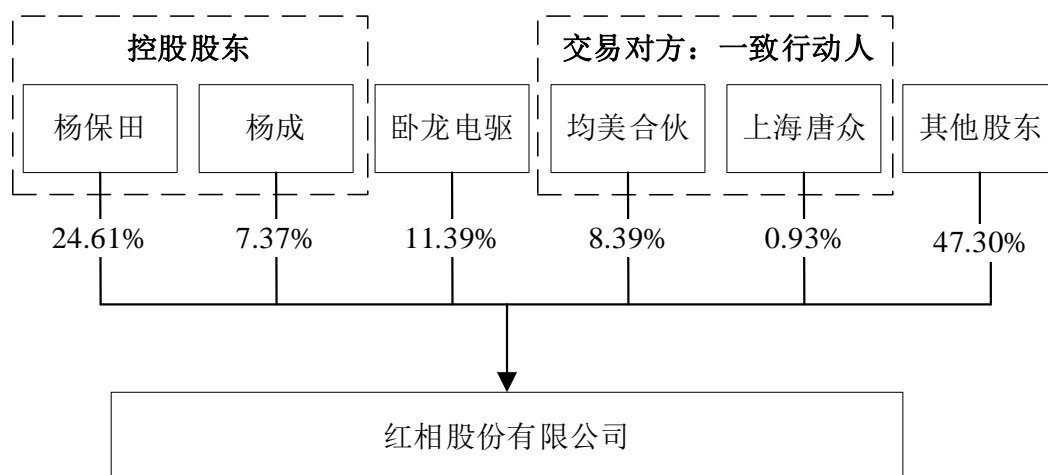 控股股东
交易对方：一致行动人
杨保田
杨成
卧龙电驱
均美合伙
上海唐众
其他股东
24.61%
7.37%
11.39%
8.39%
0.93%
47.30%
红相股份有限公司